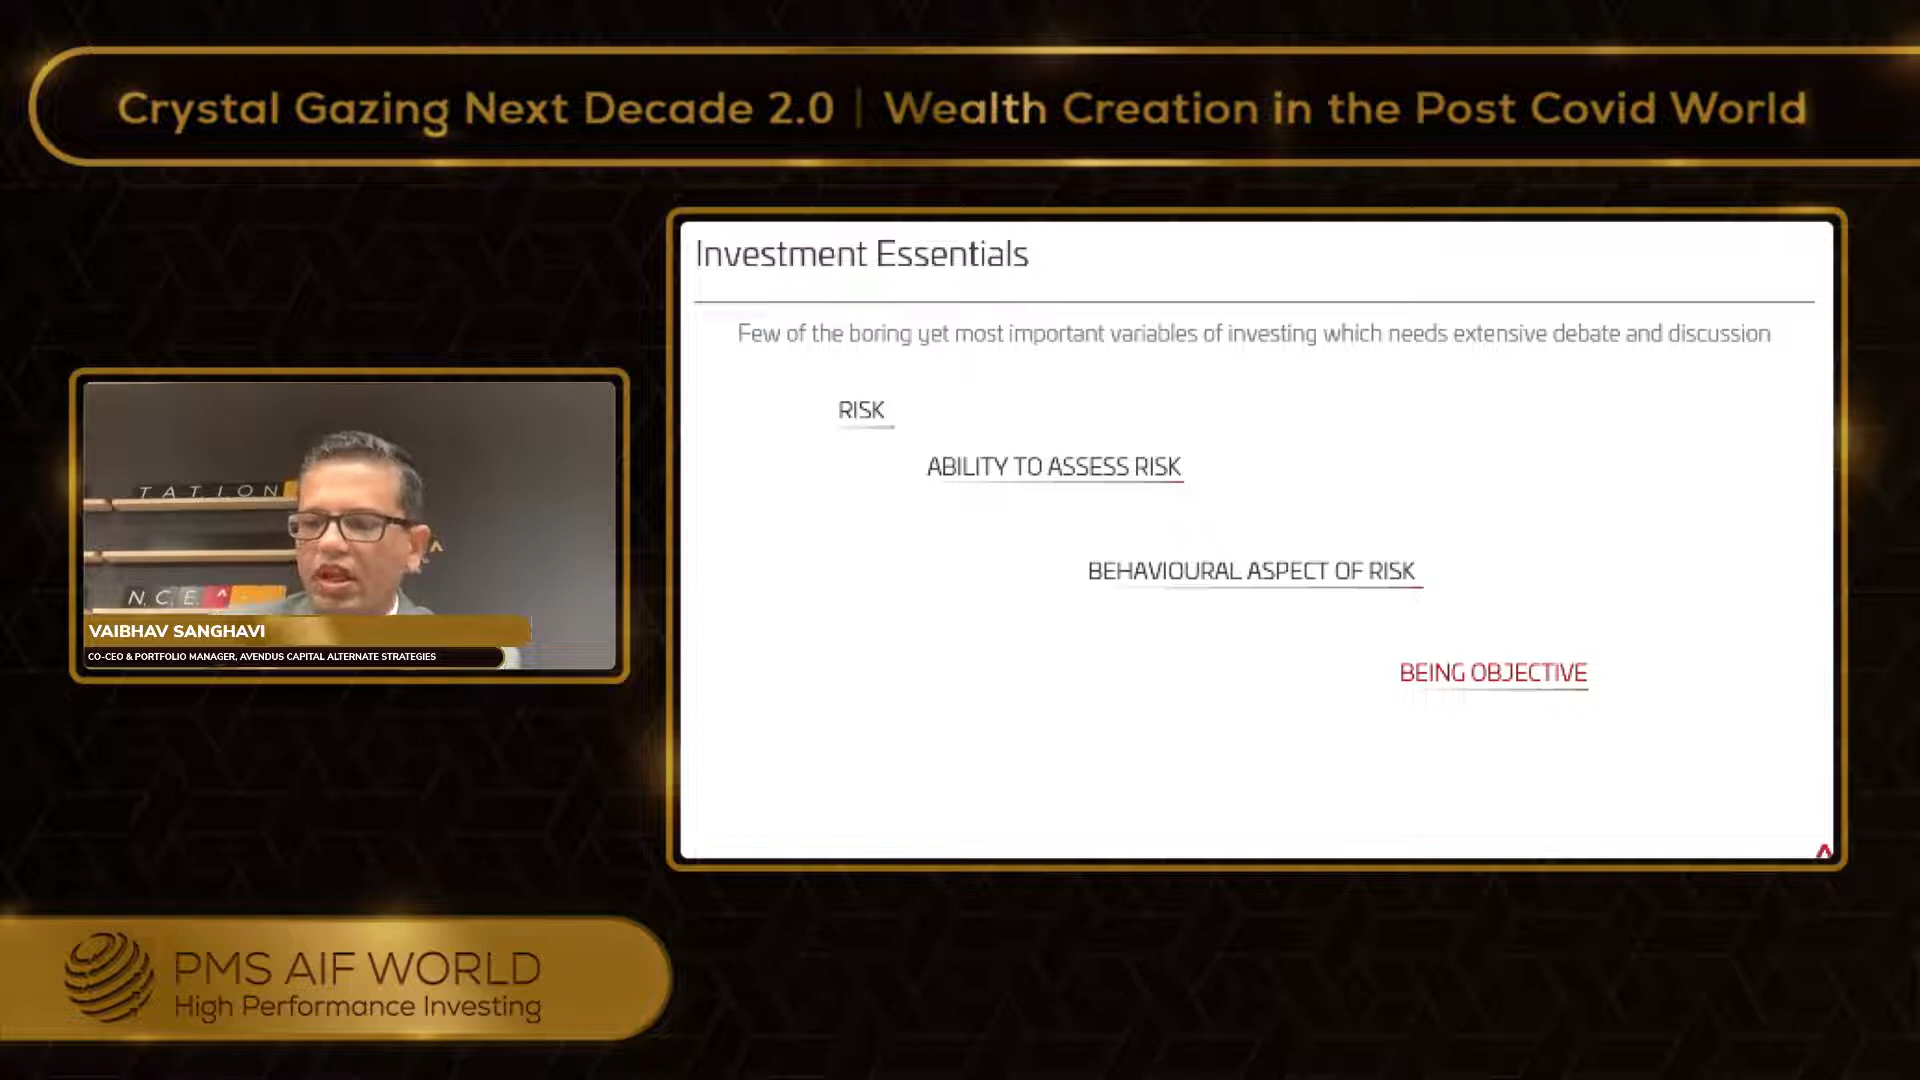 Crystal Gazing Next Decade 2.0 | Wealth Creation in the Post Covid World
Investment Essentials
Few of the boring yet most important variables of investing which needs extensive debate and discussion
RISK
ABILITY TO ASSESS RISK
BEHAVIOURAL ASPECT OF RISK
BEING OBJECTIVE
TATION
NCE
VAIBHAV SANGHAVI
CO-CEO & PORTFOLIO MANAGER, AVENDUS CAPITAL ALTERNATE STRATEGIES
PMS AIF WORLD
High Performance Investing